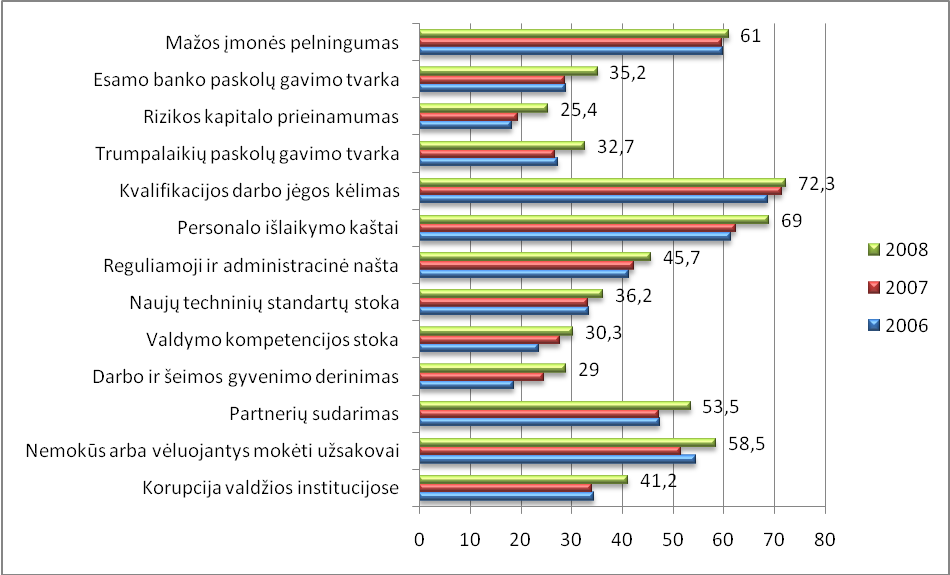 Mažos įmonės pelningumas
61
Esamo banko paskolų gavimo tvarka
35,2
Rizikos kapitalo prieinamumas
25,4
Trumpalaikių paskolų gavimo tvarka
32,7
Kvalifikacijos darbo jėgos kėlimas
72,3
Personalo išlaikymo kaštai
69
Reguliamoji ir administracinė našta
45,7
Naujų techninių standartų stoka
36,2
Valdymo kompetencijos stoka
30,3
Darbo ir šeimos gyvenimo derinimas
29
Partnerių sudarimas
53,5
Nemokūs arba vėluojantys mokėti užsakovai
58,5
Korupcija valdžios institucijose
41,2
0 10 20 30 40 50 60 70 80
2008
2007
2006